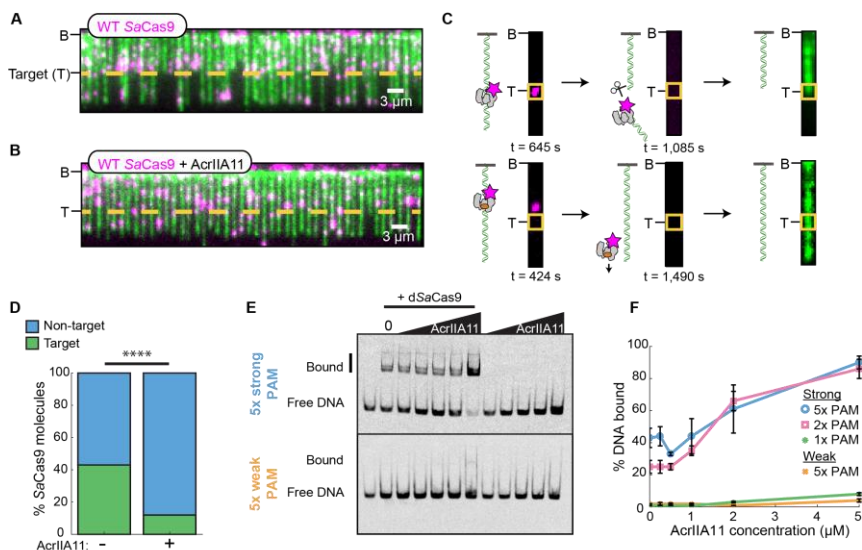 A
WT SaCas9
B
Target (T)
3 µm
B
WT SaCas9 + AcrIIA11
B
T
3 µm
C
B
T
t = 645 s
t = 1,085 s
B
T
t = 424 s
t = 1,490 s
D
Non-target
Target
****
% SaCas9 molecules
100
80
60
40
20
0
AcrIIA11: - +
E
+ dSaCas9
0 AcrIIA11 AcrIIA11
5x strong
PAM
Bound
Free DNA
5x weak
PAM
Bound
Free DNA
F
% DNA bound
100
80
60
40
20
0
Strong
5x PAM
2x PAM
1x PAM
Weak
5x PAM
0 1 2 3 4 5
AcrIIA11 concentration (µM)